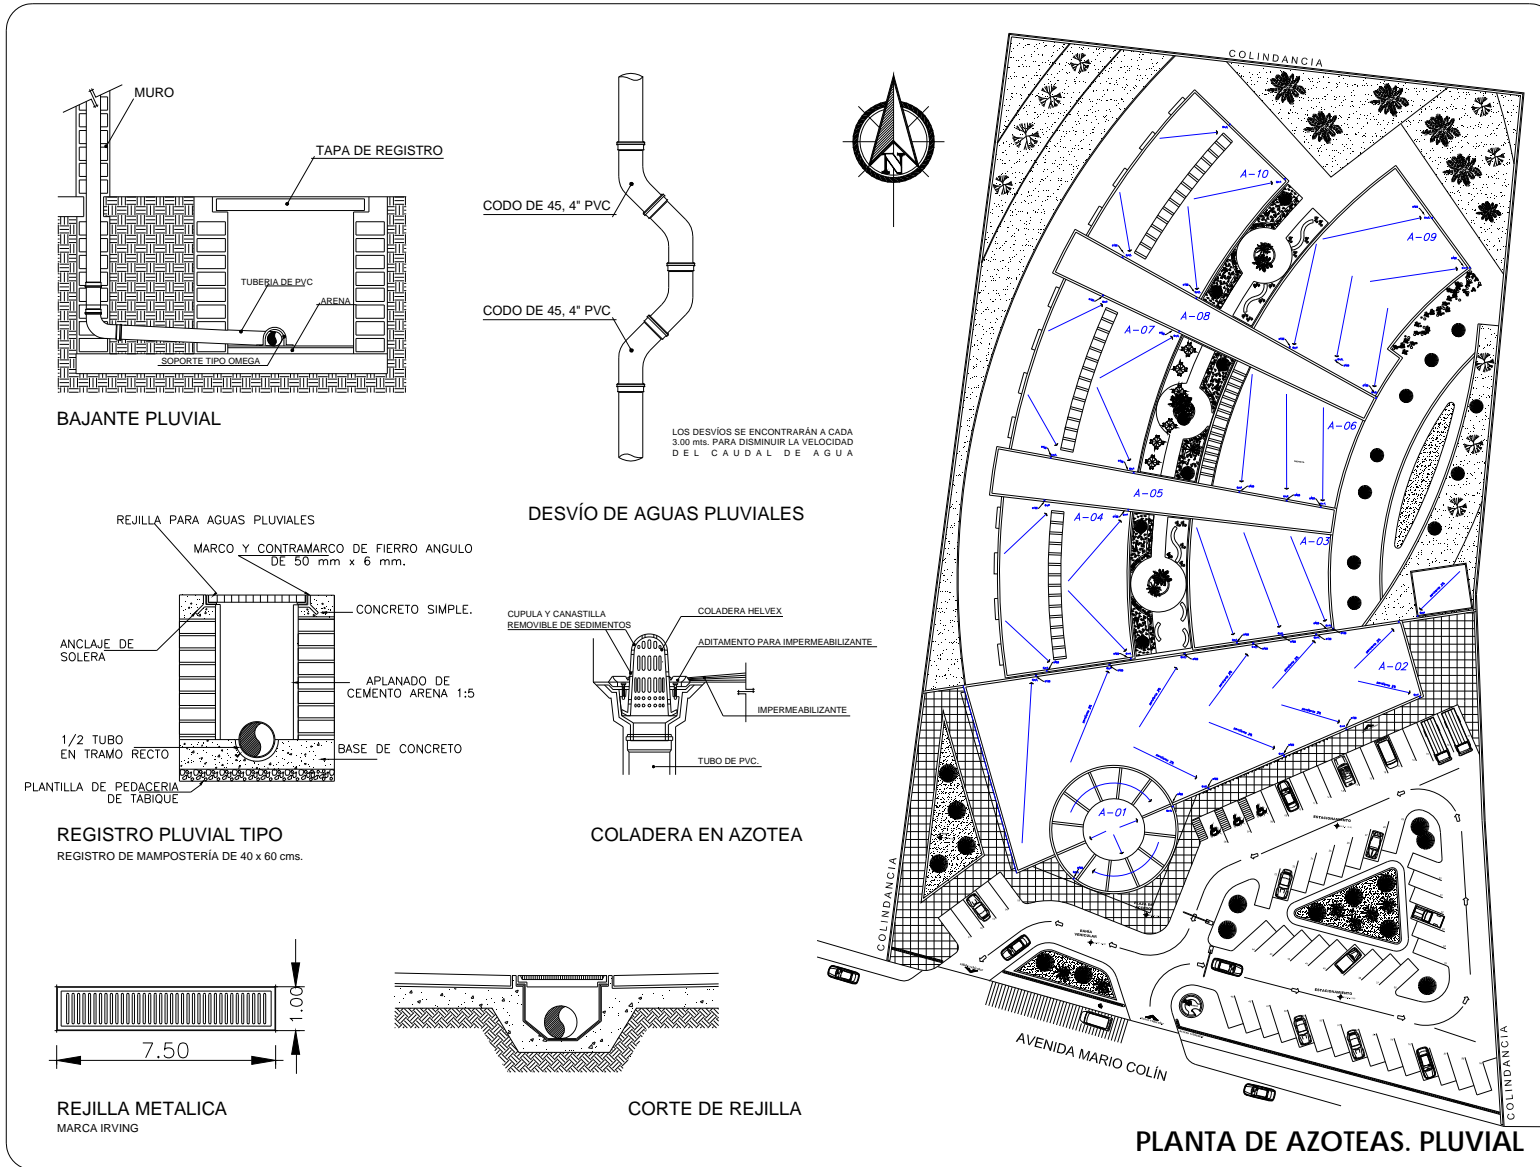 MURO
TAPA DE REGISTRO
TUBERIA DE PVC
ARENA
SOPORTE TIPO OMEGA
BAJANTE PLUVIAL
CODO DE 45, 4" PVC
CODO DE 45, 4" PVC
LOS DESVÍOS SE ENCONTRARÁN A CADA
3.00 mts. PARA DISMINUIR LA VELOCIDAD
DEL CAUDAL DE AGUA
DESVÍO DE AGUAS PLUVIALES
REJILLA PARA AGUAS PLUVIALES
MARCO Y CONTRAMARCO DE FIERRO ANGULO
DE 50 mm x 6 mm.
CONCRETO SIMPLE.
ANCLAJE DE
SOLERA
APLANADO DE
CEMENTO ARENA 1:5
1/2 TUBO
EN TRAMO RECTO
BASE DE CONCRETO
PLANTILLA DE PEDACERIA
DE TABIQUE
REGISTRO PLUVIAL TIPO
REGISTRO DE MAMPOSTERÍA DE 40 x 60 cms.
CUPULA Y CANASTILLA
REMOVIBLE DE SEDIMENTOS
COLADERA HELVEX
ADITAMENTO PARA IMPERMEABILIZANTE
IMPERMEABILIZANTE
TUBO DE PVC.
COLADERA EN AZOTEA
1.00
7.50
REJILLA METALICA
MARCA IRVING
CORTE DE REJILLA
N
COLINDANCIA
A-10
A-09
A-08
A-07
A-06
A-05
A-04
A-03
A-02
A-01
ESTACIONAMIENTO
BAHIA
VEHICULAR
ESTACIONAMIENTO
COLINDANCIA
COLINDANCIA
AVENIDA MARIO COLÍN
PLANTA DE AZOTEAS. PLUVIAL